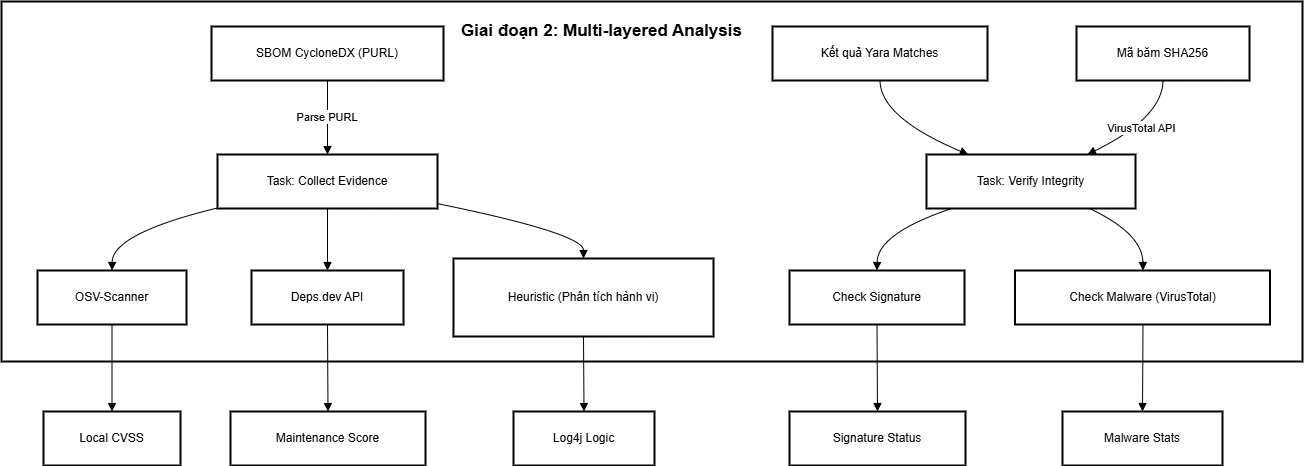 Giai đoạn 2: Multi-layered Analysis
SBOM CycloneDX (PURL)
Kết quả Yara Matches
Mã băm SHA256
Parse PURL
VirusTotal API
Task: Collect Evidence
Task: Verify Integrity
OSV-Scanner
Deps.dev API
Heuristic (Phân tích hành vi)
Check Signature
Check Malware (VirusTotal)
Local CVSS
Maintenance Score
Log4j Logic
Signature Status
Malware Stats